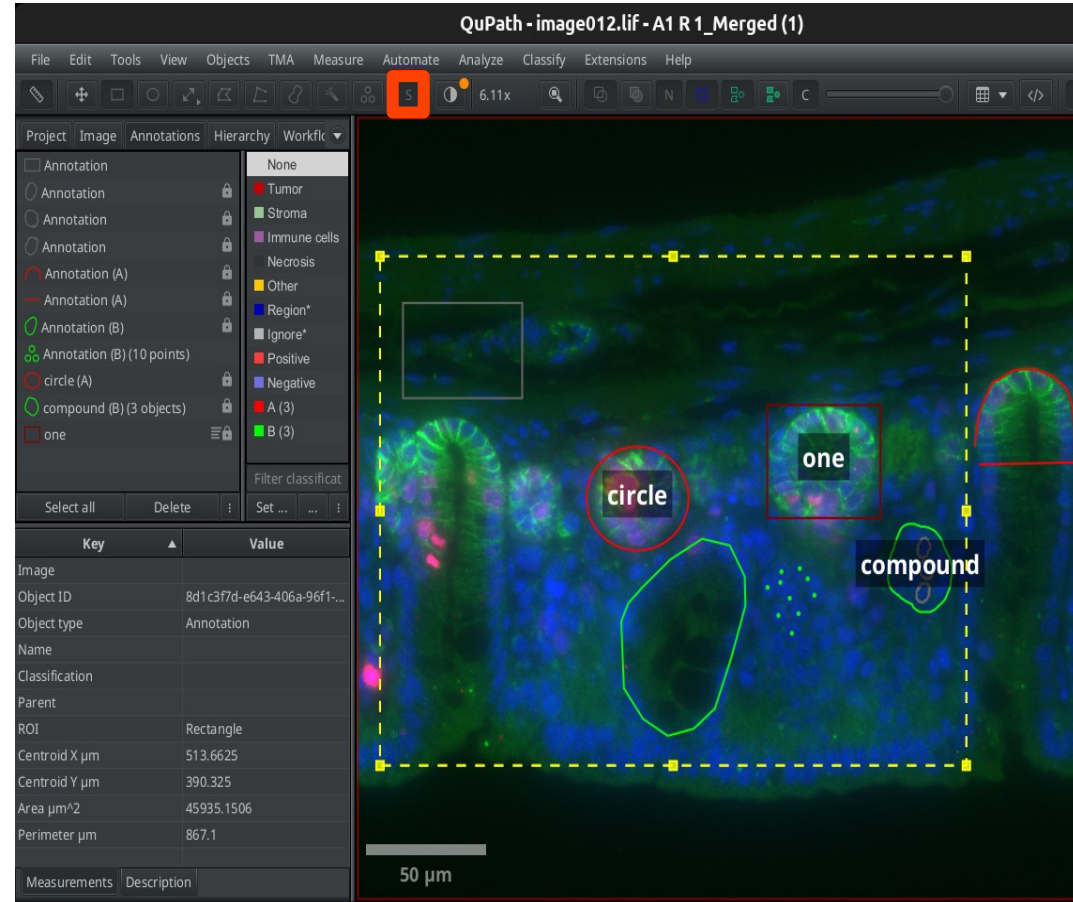 QuPath - image012.lif - A1 R 1_Merged (1)
File Edit Tools View Objects TMA Measure Automate Analyze Classify Extensions Help
S 6.11x N C </>
Project Image Annotations Hierarchy Workflc
Annotation
Annotation
Annotation
Annotation
Annotation (A)
Annotation (A)
Annotation (B)
Annotation (B) (10 points)
circle (A)
compound (B) (3 objects)
one
None
Tumor
Stroma
Immune cells
Necrosis
Other
Region*
Ignore*
Positive
Negative
A (3)
B (3)
Filter classificat
Select all Delete ⋮ Set ... ... ⋮
Key ▲ Value
Image
Object ID 8d1c3f7d-e643-406a-96f1-...
Object type Annotation
Name
Classification
Parent
ROI Rectangle
Centroid X µm 513.6625
Centroid Y µm 390.325
Area µm^2 45935.1506
Perimeter µm 867.1
Measurements Description
one
circle
compound
50 µm